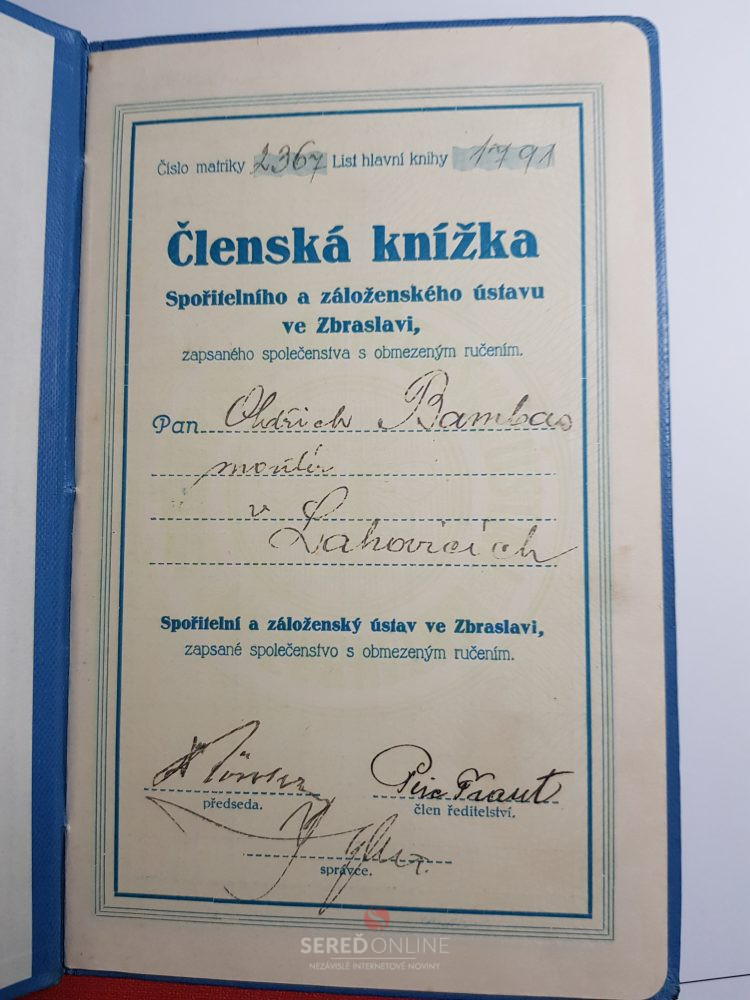 Číslo matriky 2367 List hlavní knihy 1791
Členská knížka
Spořitelního a záloženského ústavu
ve Zbraslavi,
zapsaného společenstva s obmezeným ručením.
Pan Oldřich Bambas
montér
v
Lahovicích
Spořitelní a záloženský ústav ve Zbraslavi,
zapsané společenstvo s obmezeným ručením.
předseda.
člen ředitelství.
správce.
SEREĎONLINE
NEZÁVISLÉ INTERNETOVÉ NOVINY